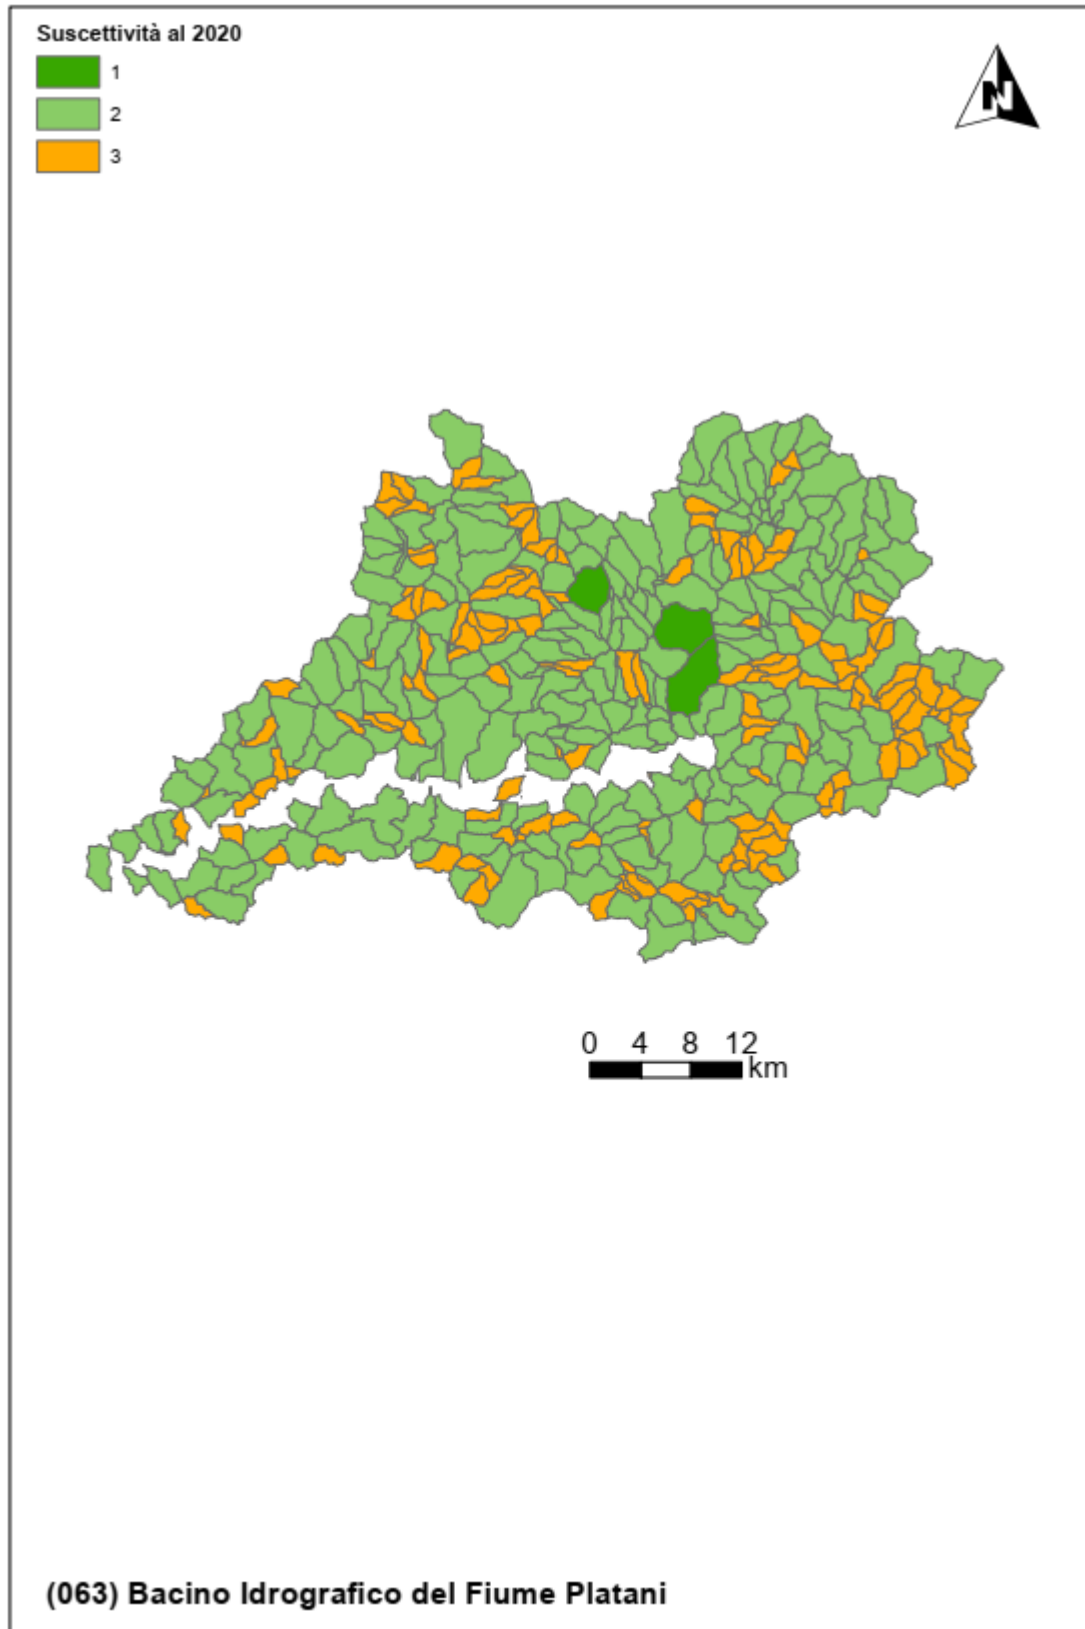 Suscettività al 2020
1
2
3
N
0 4 8 12
km
(063) Bacino Idrografico del Fiume Platani